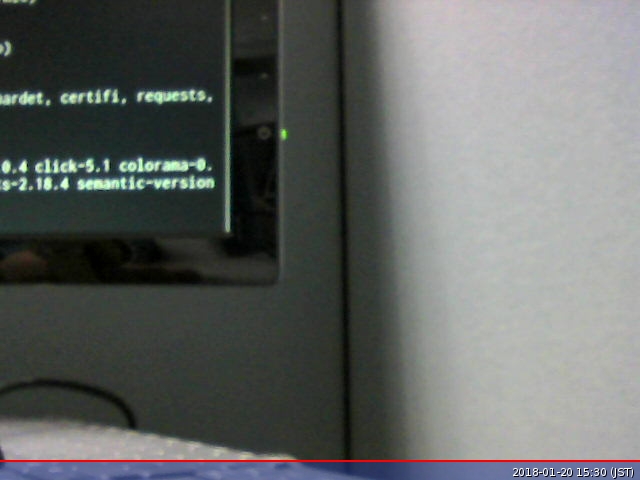 ardet, certifi, requests,
0.4 click-5.1 colorama-0.
s-2.18.4 semantic-version
2018-01-20 15:30 (JST)